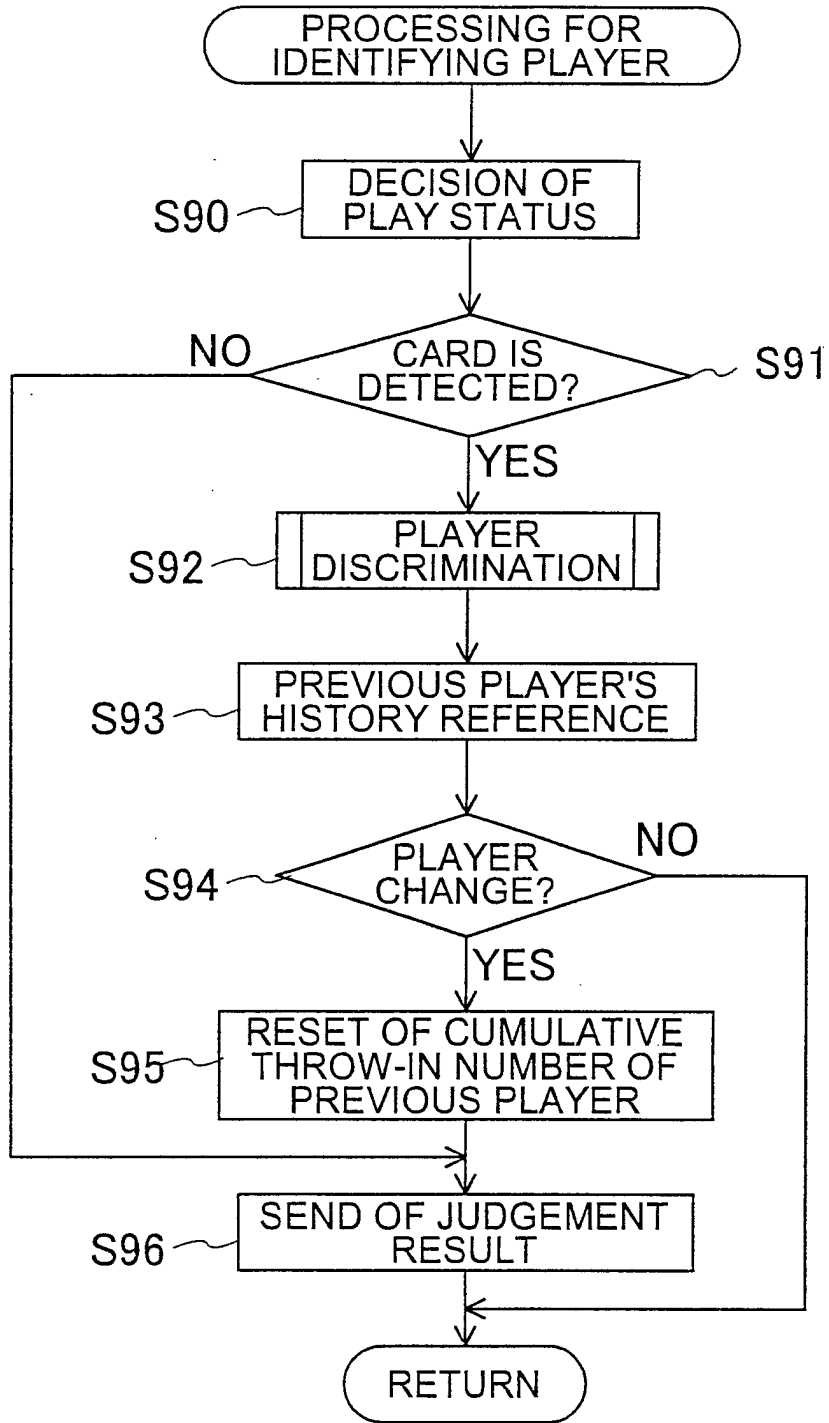 PROCESSING FOR
IDENTIFYING PLAYER
DECISION OF
PLAY STATUS
S90
NO
CARD IS
DETECTED?
S91
YES
PLAYER
DISCRIMINATION
S92
PREVIOUS PLAYER'S
HISTORY REFERENCE
S93
PLAYER
CHANGE?
NO
S94
YES
RESET OF CUMULATIVE
THROW-IN NUMBER OF
PREVIOUS PLAYER
S95
SEND OF JUDGEMENT
RESULT
S96
RETURN